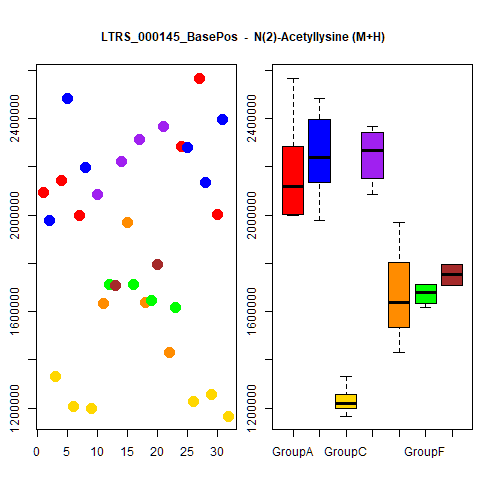 LTRS_000145_BasePos - N(2)-Acetyllysine (M+H)
2400000
2000000
1600000
1200000
0 5 10 15 20 25 30
2400000
2000000
1600000
1200000
GroupA GroupC GroupF